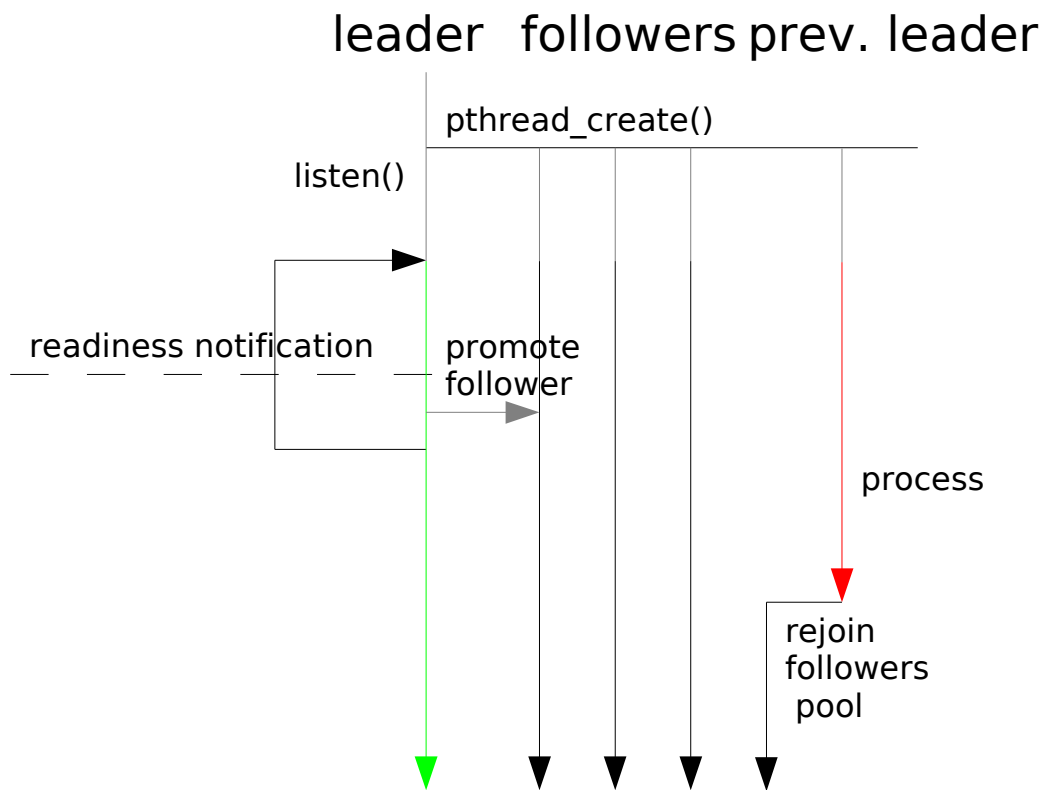 leader followers prev. leader
pthread_create()
listen()
readiness notification
promote
follower
process
rejoin
followers
pool